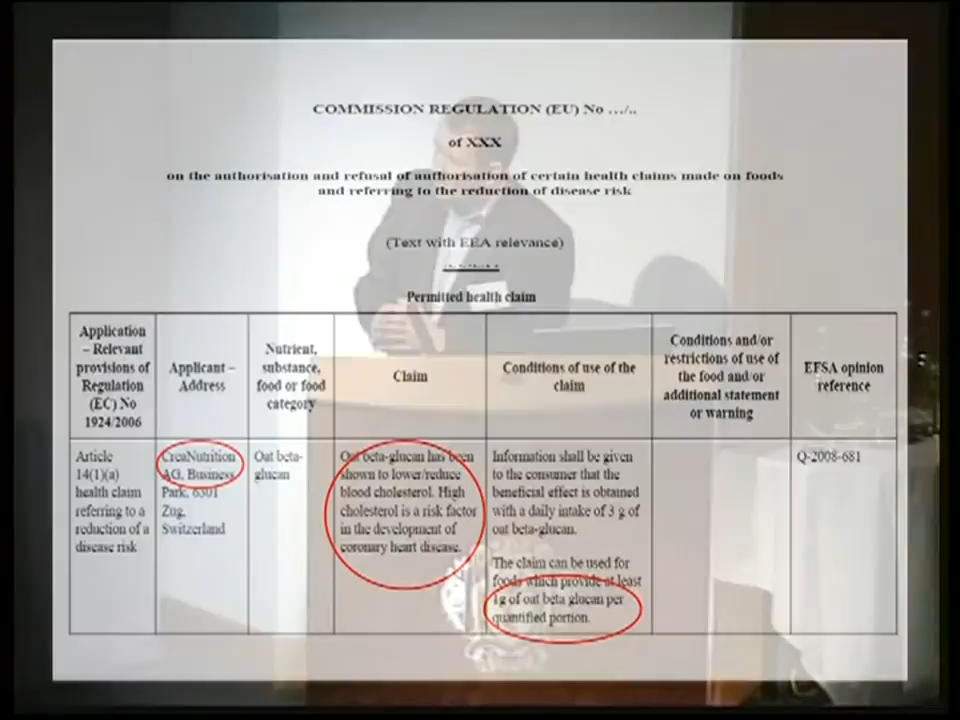 COMMISSION REGULATION (EU) No …/..
of XXX
on the authorisation and refusal of authorisation of certain health claims made on foods
and referring to the reduction of disease risk
(Text with EEA relevance)
Permitted health claim
Application
– Relevant
provisions of
Regulation
(EC) No
1924/2006
Applicant –
Address
Nutrient,
substance,
food or food
category
Claim
Conditions of use of the
claim
Conditions and/or
restrictions of use of
the food and/or
additional statement
or warning
EFSA opinion
reference
Article
14(1)(a)
health claim
referring to a
reduction of a
disease risk
CreaNutrition
AG, Business
Park, 6301
Zug,
Switzerland
Oat beta-
glucan
Oat beta-glucan has been
shown to lower/reduce
blood cholesterol. High
cholesterol is a risk factor
in the development of
coronary heart disease.
Information shall be given
to the consumer that the
beneficial effect is obtained
with a daily intake of 3 g of
oat beta-glucan.
The claim can be used for
foods which provide at least
1g of oat beta glucan per
quantified portion.
Q-2008-681